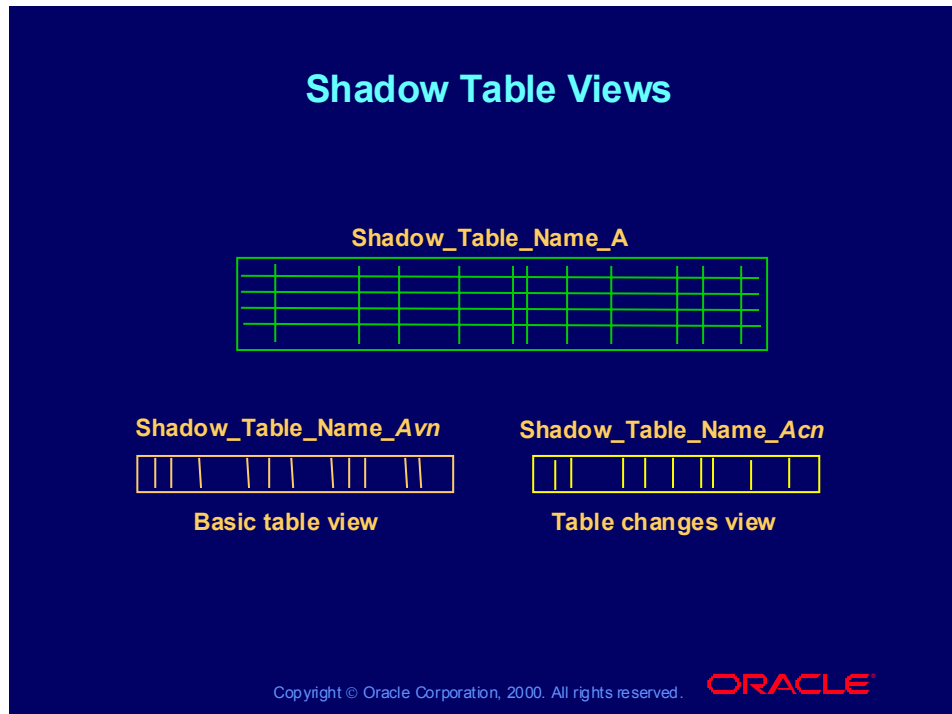 Shadow Table Views
Shadow_Table_Name_A
Shadow_Table_Name_Avn
Shadow_Table_Name_Acn
Basic table view
Table changes view
Copyright © Oracle Corporation, 2000. All rights reserved.
ORACLE®